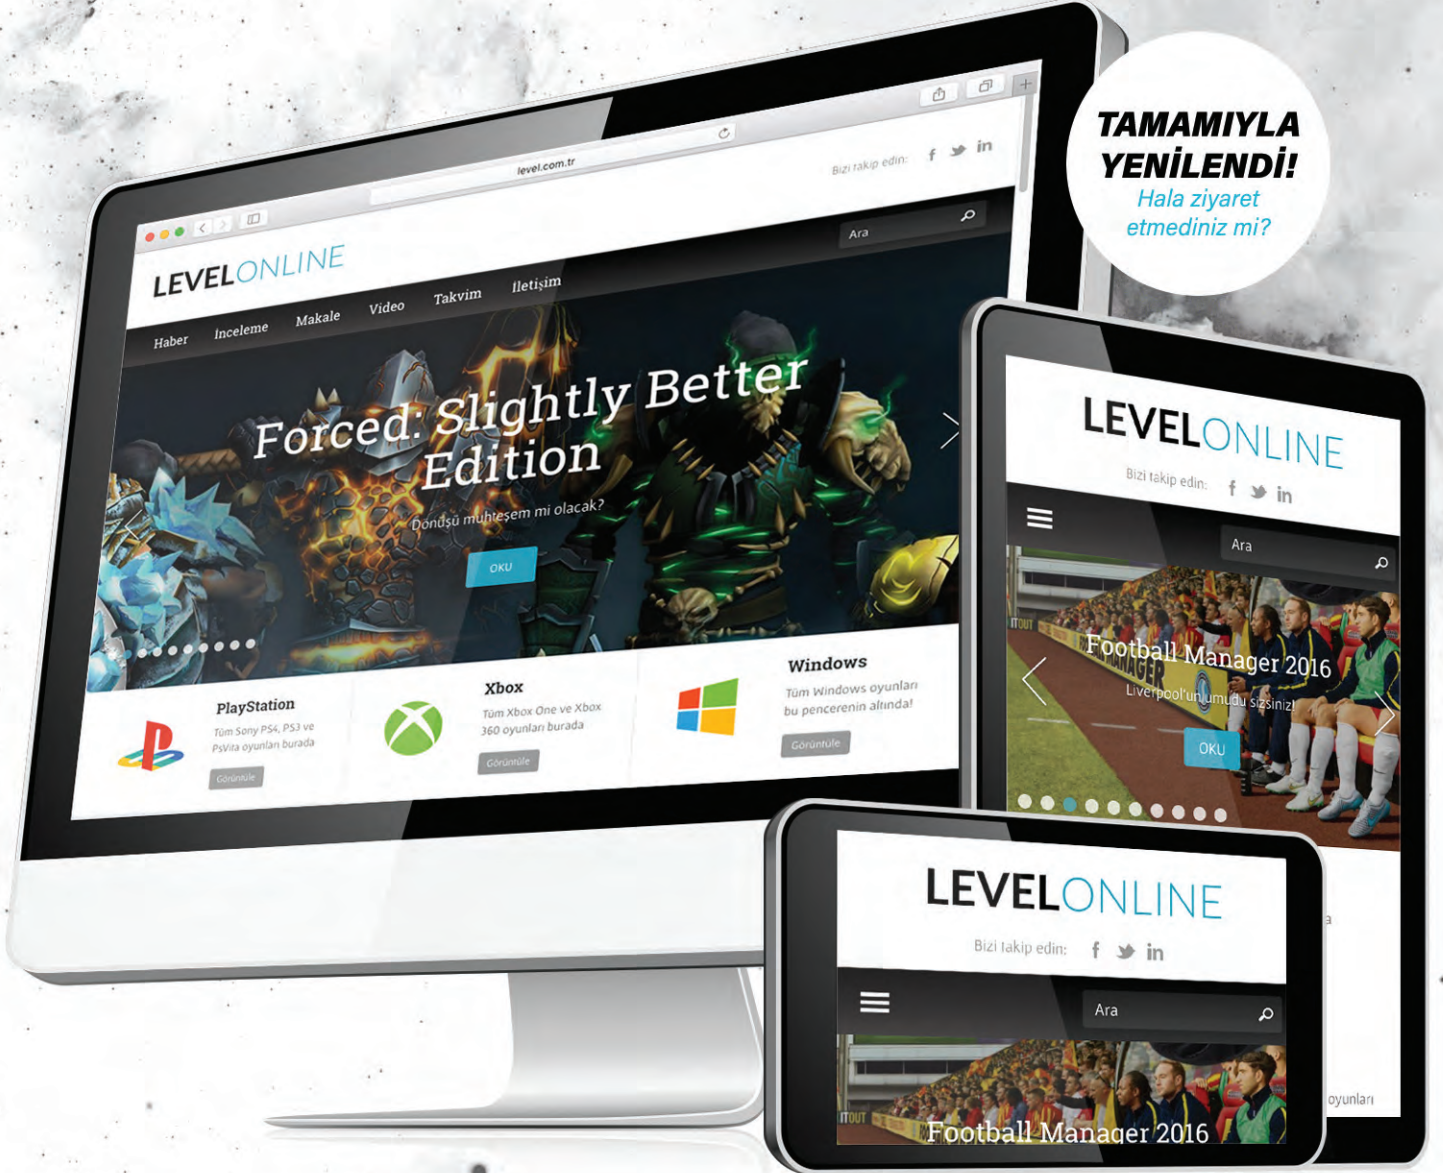 TAMAMIYLA
YENİLENDİ!
Hala ziyaret
etmediniz mi?
level.com.tr
Bizi takip edin:
LEVELONLINE
Ara
Haber İnceleme Makale Video Takvim İletişim
Forced: Slightly Better
Edition
Dönüşü muhteşem mi olacak?
OKU
PlayStation
Tüm Sony PS4, PS3 ve
PsVita oyunları burada
Görüntüle
Xbox
Tüm Xbox One ve Xbox
360 oyunları burada
Görüntüle
Windows
Tüm Windows oyunları
bu pencerenin altında!
Görüntüle
LEVELONLINE
Bizi takip edin:
Ara
ITOUT
MANAGER
Football Manager 2016
Liverpool'un umudu sizsiniz!
OKU
oyunları
LEVELONLINE
Bizi takip edin:
Ara
ITOUT
Football Manager 2016